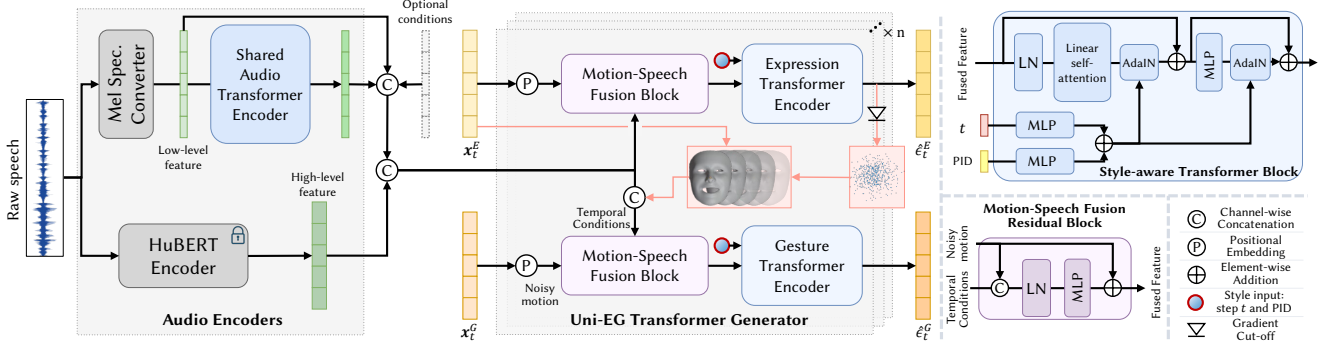 Raw speech
Mel Spec.
Converter
Low-level
feature
Shared
Audio
Transformer
Encoder
Optional
conditions
C
C
High-level
feature
HuBERT
Encoder
Audio Encoders
x_t^E
P
Motion-Speech
Fusion Block
Expression
Transformer
Encoder
× n
ε̂_t^E
C
Temporal
Conditions
x_t^G
P
Noisy
motion
Motion-Speech
Fusion Block
Gesture
Transformer
Encoder
ε̂_t^G
Uni-EG Transformer Generator
Fused Feature
LN
Linear
self-
attention
AdaIN
MLP
AdaIN
t
MLP
PID
MLP
Style-aware Transformer Block
Motion-Speech Fusion
Residual Block
Noisy
motion
Temporal
Conditions
C
LN
MLP
Fused Feature
C
Channel-wise
Concatenation
P
Positional
Embedding
Element-wise
Addition
Style input:
step t and PID
Gradient
Cut-off